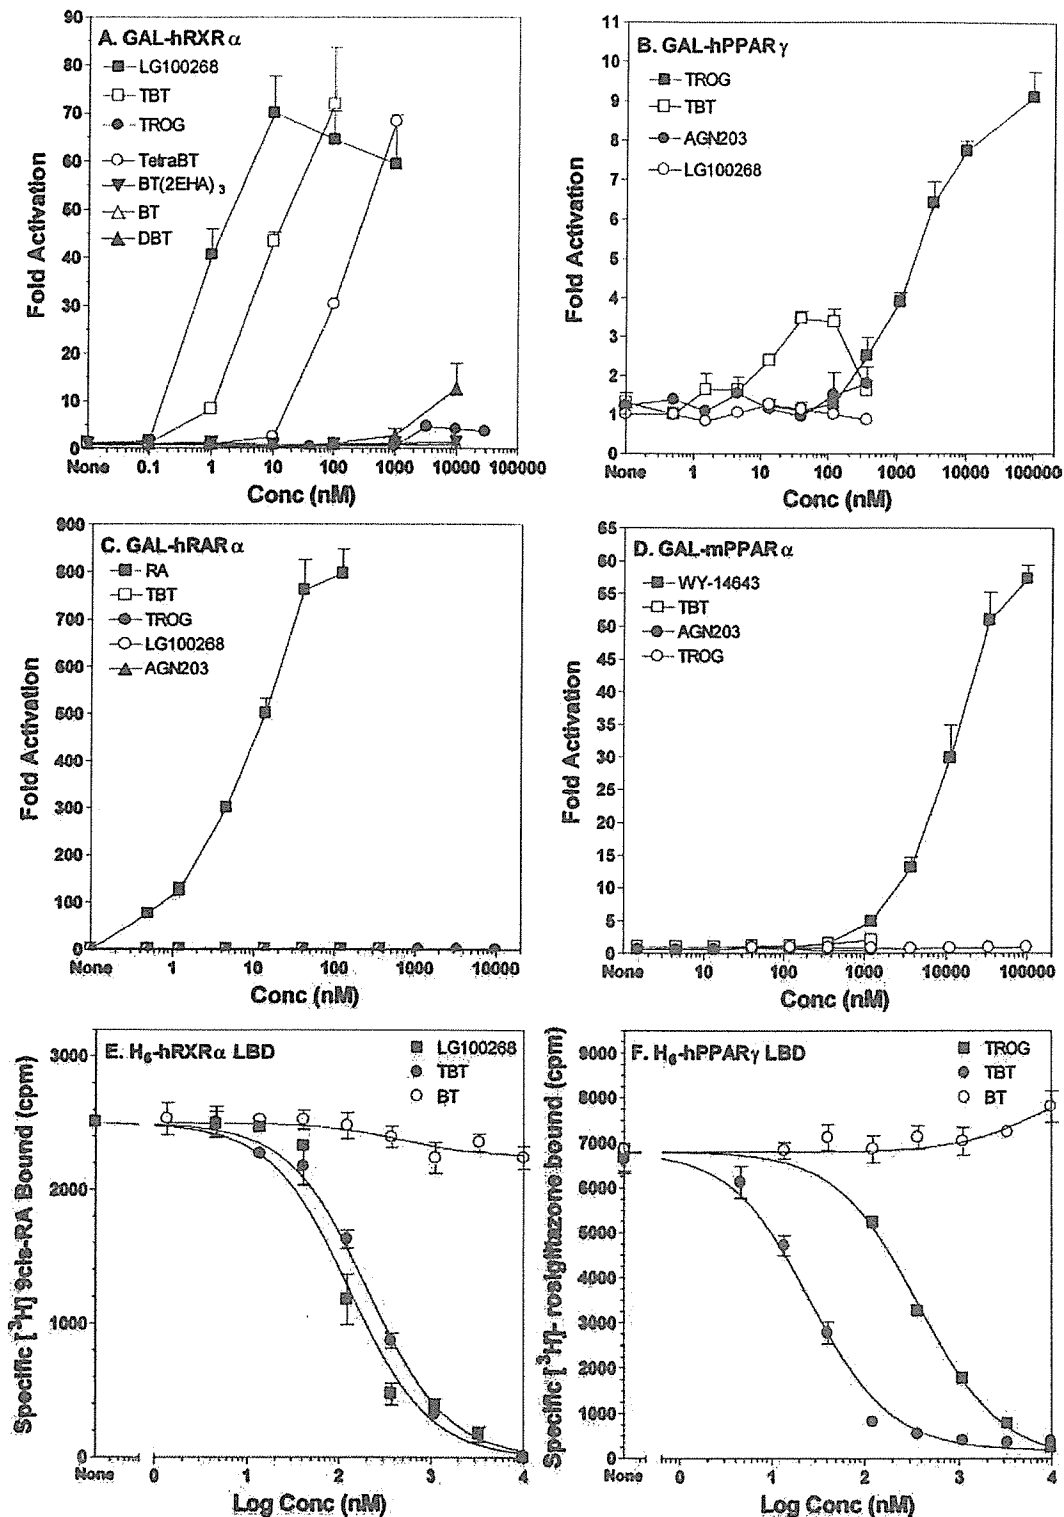 A. GAL-hRXR α
LG100268
TBT
TROG
TetraBT
BT(2EHA) 3
BT
DBT
Fold Activation
90
80
70
60
50
40
30
20
10
0
None 0.1 1 10 100 1000 10000 100000
Conc (nM)
B. GAL-hPPAR γ
TROG
TBT
AGN203
LG100268
Fold Activation
11
10
9
8
7
6
5
4
3
2
1
0
None 1 10 100 1000 10000 100000
Conc (nM)
C. GAL-hRAR α
RA
TBT
TROG
LG100268
AGN203
Fold Activation
900
800
700
600
500
400
300
200
100
0
None 1 10 100 1000 10000
Conc (nM)
D. GAL-mPPAR α
WY-14643
TBT
AGN203
TROG
Fold Activation
65
60
55
50
45
40
35
30
25
20
15
10
5
0
None 10 100 1000 10000 100000
Conc (nM)
E. H6-hRXRα LBD
LG100268
TBT
BT
Specific [3H] 9cis-RA Bound (cpm)
3000
2000
1000
0
None 0 1 2 3 4
Log Conc (nM)
F. H6-hPPARγ LBD
TROG
TBT
BT
Specific [3H]- rosiglitazone bound (cpm)
9000
8000
7000
6000
5000
4000
3000
2000
1000
0
None 0 1 2 3 4
Log Conc (nM)